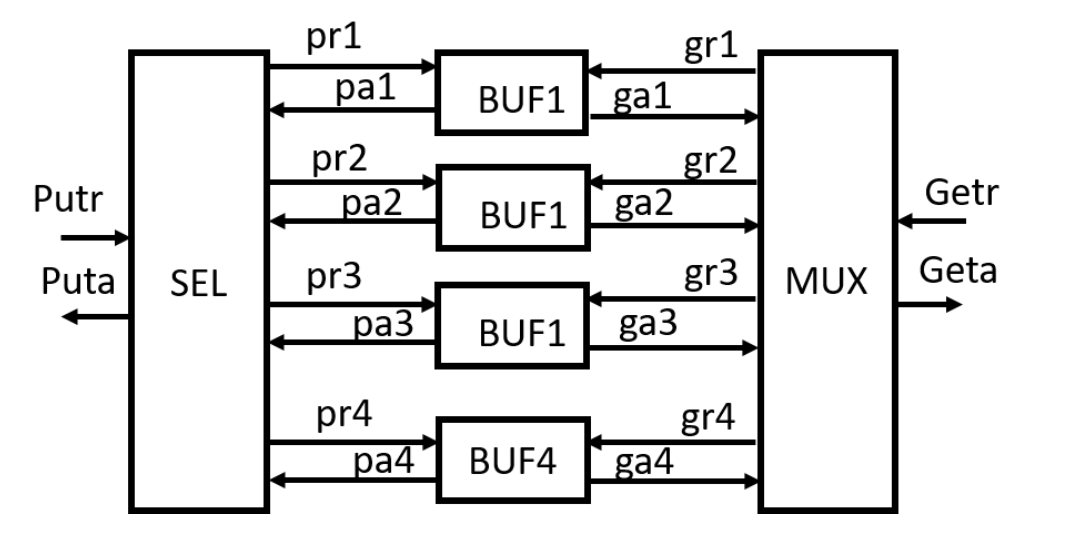 pr1
gr1
pa1
BUF1
ga1
pr2
gr2
Putr
pa2
BUF1
ga2
Getr
Puta
SEL
pr3
gr3
MUX
Geta
pa3
BUF1
ga3
pr4
gr4
pa4
BUF4
ga4